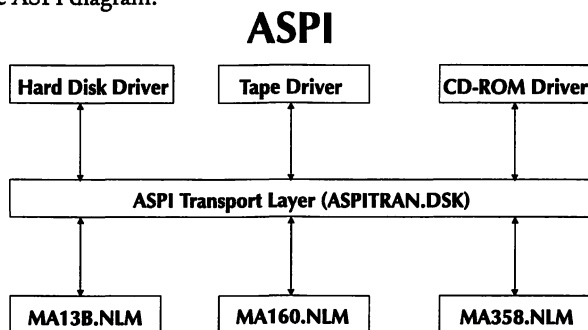 ASPI diagram.
ASPI
Hard Disk Driver Tape Driver CD-ROM Driver
ASPI Transport Layer (ASPITRAN.DSK)
MA13B.NLM MA160.NLM MA358.NLM